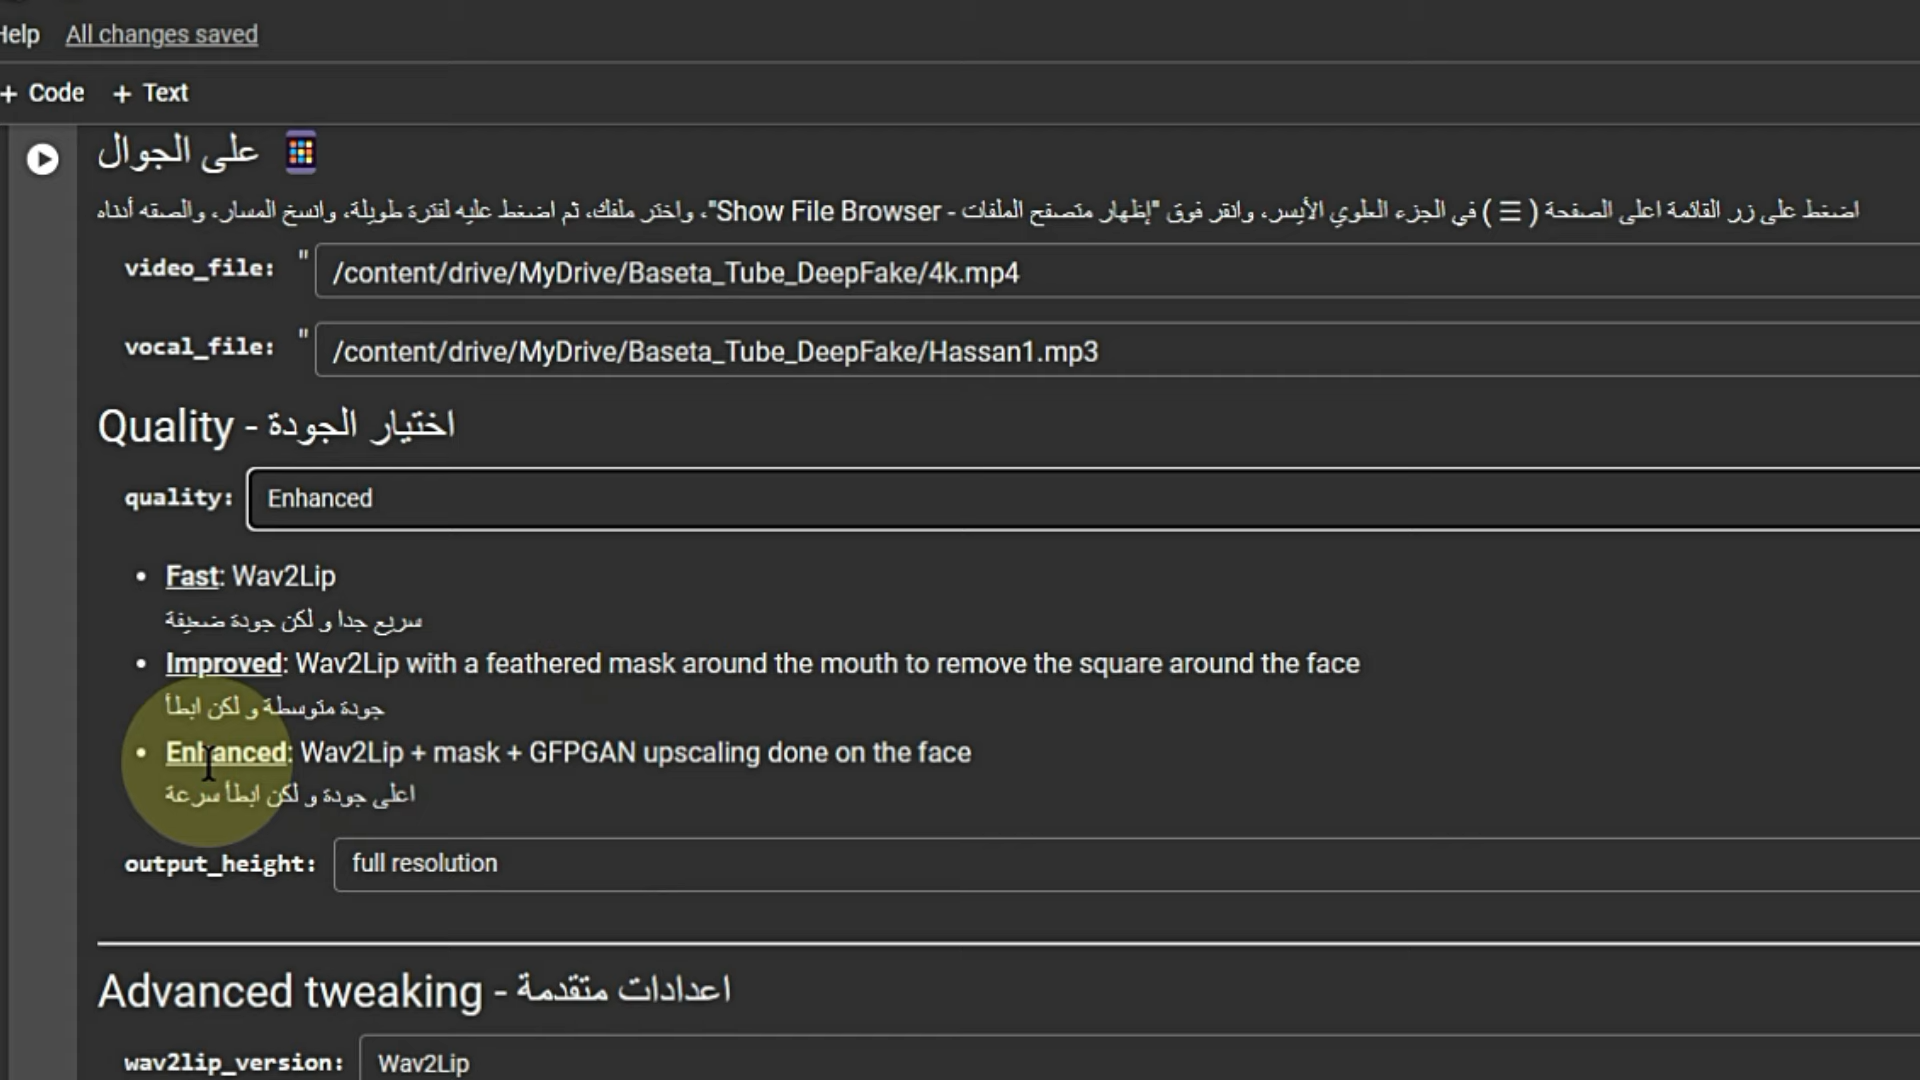 Help All changes saved
+ Code + Text
على الجوال
اضغط على زر القائمة اعلى الصفحة ( ☰ ) في الجزء العلوي الأيسر، وانقر فوق "إظهار متصفح الملفات - Show File Browser"، واختر ملفك، ثم اضغط عليه لفترة طويلة، وانسخ المسار، والصقه أدناه
video_file: " /content/drive/MyDrive/Baseta_Tube_DeepFake/4k.mp4
vocal_file: " /content/drive/MyDrive/Baseta_Tube_DeepFake/Hassan1.mp3
Quality - اختيار الجودة
quality: Enhanced
• Fast: Wav2Lip
سريع جدا و لكن جودة ضعيفة
• Improved: Wav2Lip with a feathered mask around the mouth to remove the square around the face
جودة متوسطة و لكن ابطأ
• Enhanced: Wav2Lip + mask + GFPGAN upscaling done on the face
اعلى جودة و لكن ابطأ سرعة
output_height: full resolution
Advanced tweaking - اعدادات متقدمة
wav2lip_version: Wav2Lip